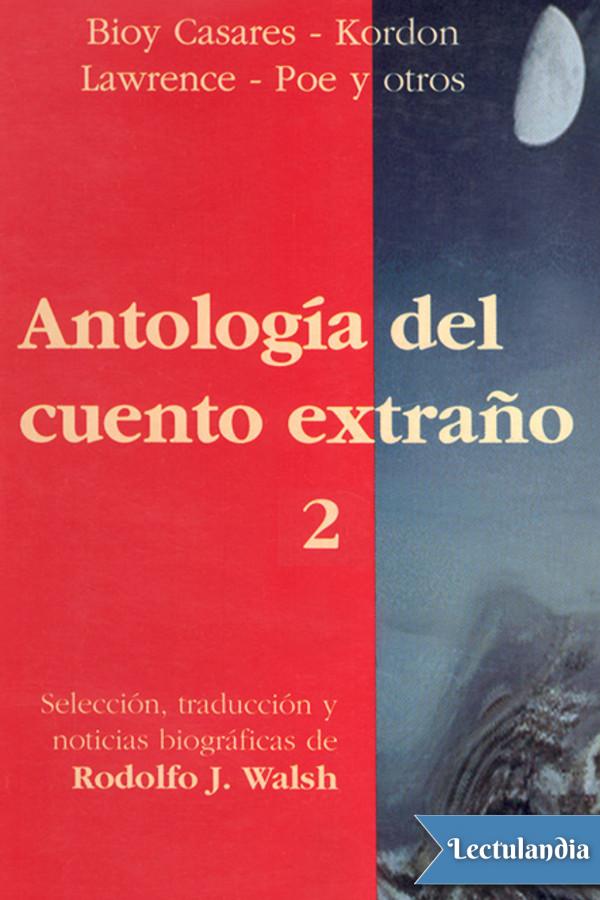 Bioy Casares - Kordon
Lawrence - Poe y otros
Antología del
cuento extraño
2
Selección, traducción y
noticias biográficas de
Rodolfo J. Walsh
Lectulandia